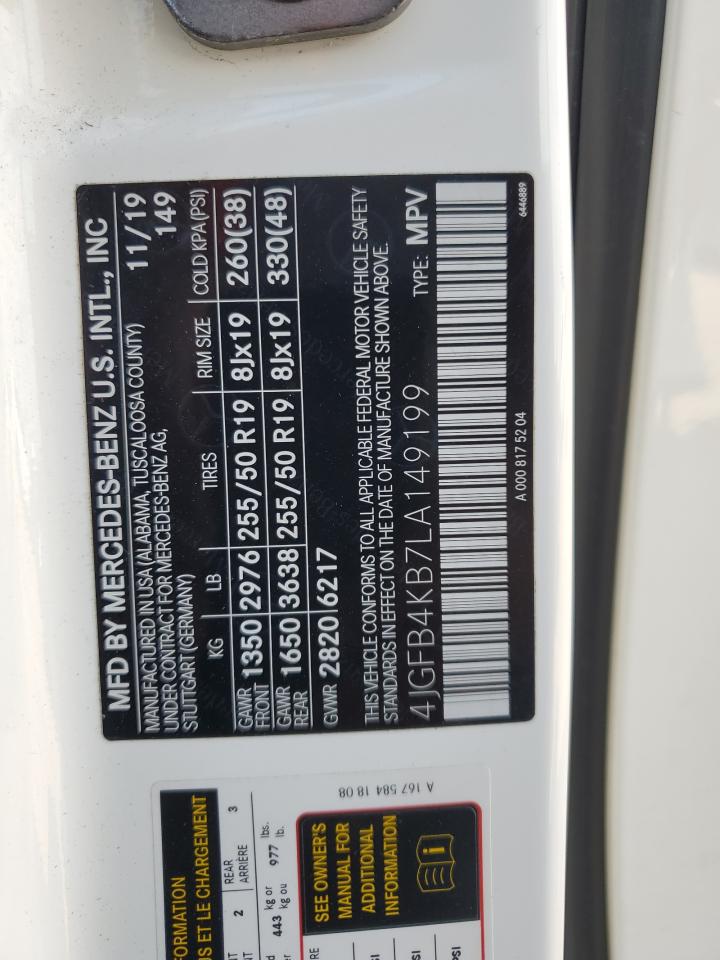 MFD BY MERCEDES-BENZ U.S. INTL., INC
MANUFACTURED IN USA (ALABAMA, TUSCALOOSA COUNTY) 11/19
UNDER CONTRACT FOR MERCEDES-BENZ AG, 149
STUTTGART (GERMANY)
KG LB TIRES RIM SIZE COLD KPA (PSI)
GAWR FRONT 1350 2976 255/50 R19 8Jx19 260(38)
GAWR REAR 1650 3638 255/50 R19 8Jx19 330(48)
GVWR 2820 6217
THIS VEHICLE CONFORMS TO ALL APPLICABLE FEDERAL MOTOR VEHICLE SAFETY
STANDARDS IN EFFECT ON THE DATE OF MANUFACTURE SHOWN ABOVE.
4JGFB4KB7LA149199 TYPE: MPV
A 000 817 52 04 6446889
ORMATION
US ET LE CHARGEMENT
2 REAR 3
ARRIÈRE
443 kg or 977 lbs.
kg ou lb.
SEE OWNER'S
MANUAL FOR
ADDITIONAL
INFORMATION
A 167 584 18 08